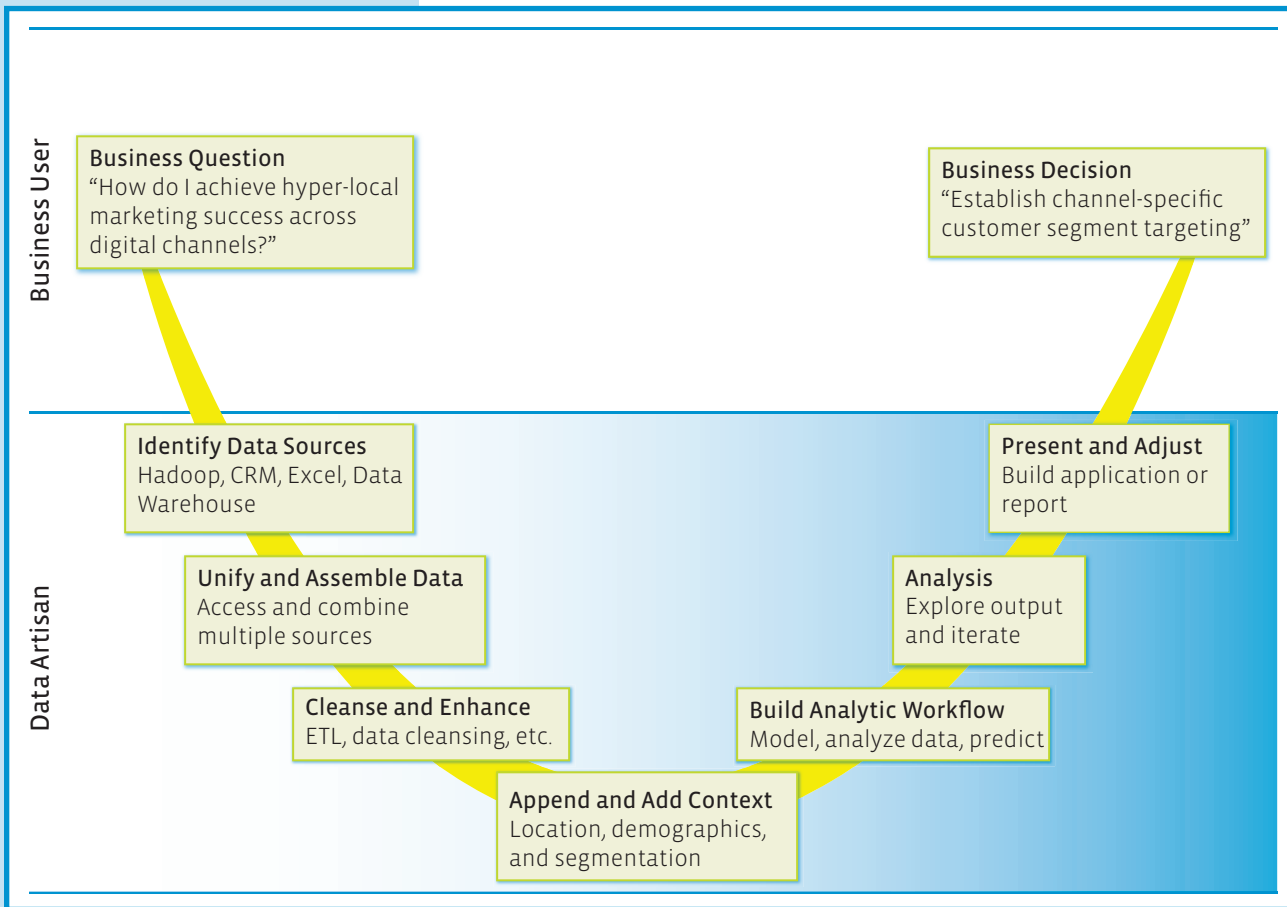 Business User
Business Question
“How do I achieve hyper-local
marketing success across
digital channels?”
Business Decision
“Establish channel-specific
customer segment targeting”
Data Artisan
Identify Data Sources
Hadoop, CRM, Excel, Data
Warehouse
Unify and Assemble Data
Access and combine
multiple sources
Cleanse and Enhance
ETL, data cleansing, etc.
Append and Add Context
Location, demographics,
and segmentation
Build Analytic Workflow
Model, analyze data, predict
Analysis
Explore output
and iterate
Present and Adjust
Build application or
report